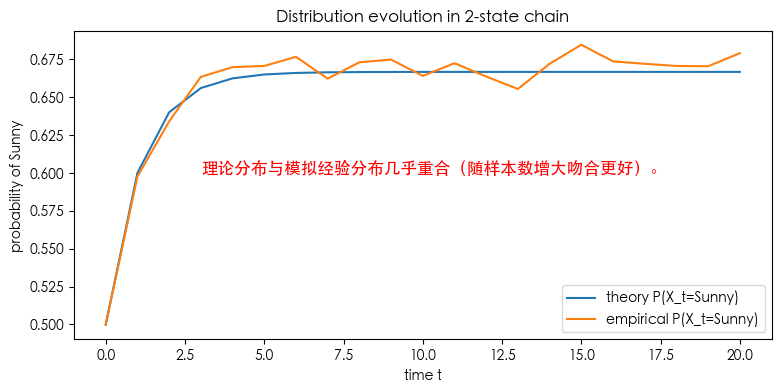 Distribution evolution in 2-state chain
probability of Sunny
0.675
0.650
0.625
0.600
0.575
0.550
0.525
0.500
理论分布与模拟经验分布几乎重合（随样本数增大吻合更好）。
theory P(X_t=Sunny)
empirical P(X_t=Sunny)
0.0 2.5 5.0 7.5 10.0 12.5 15.0 17.5 20.0
time t